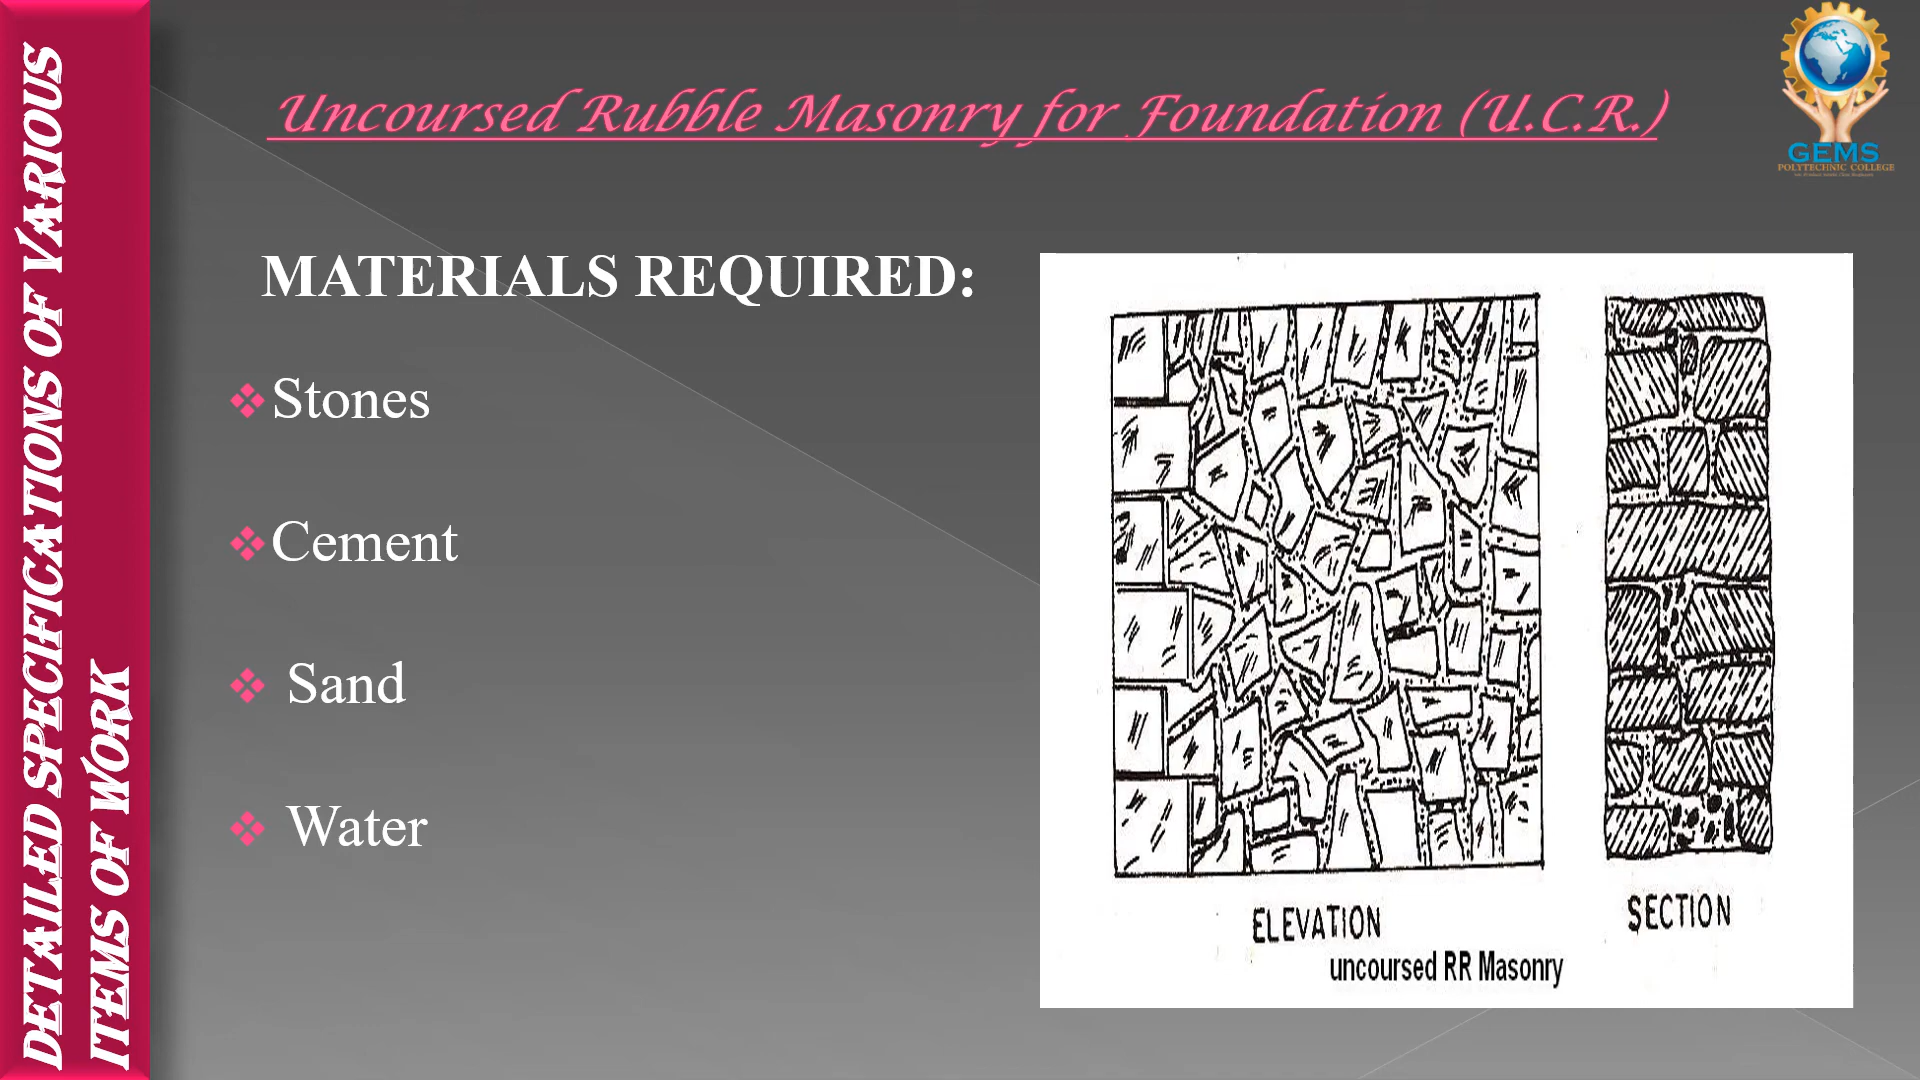 DETAILED SPECIFICATIONS OF VARIOUS
ITEMS OF WORK
Uncoursed Rubble Masonry for Foundation (U.C.R.)
GEMS
POLYTECHNIC COLLEGE
MATERIALS REQUIRED:
Stones
Cement
Sand
Water
ELEVATION
SECTION
uncoursed RR Masonry